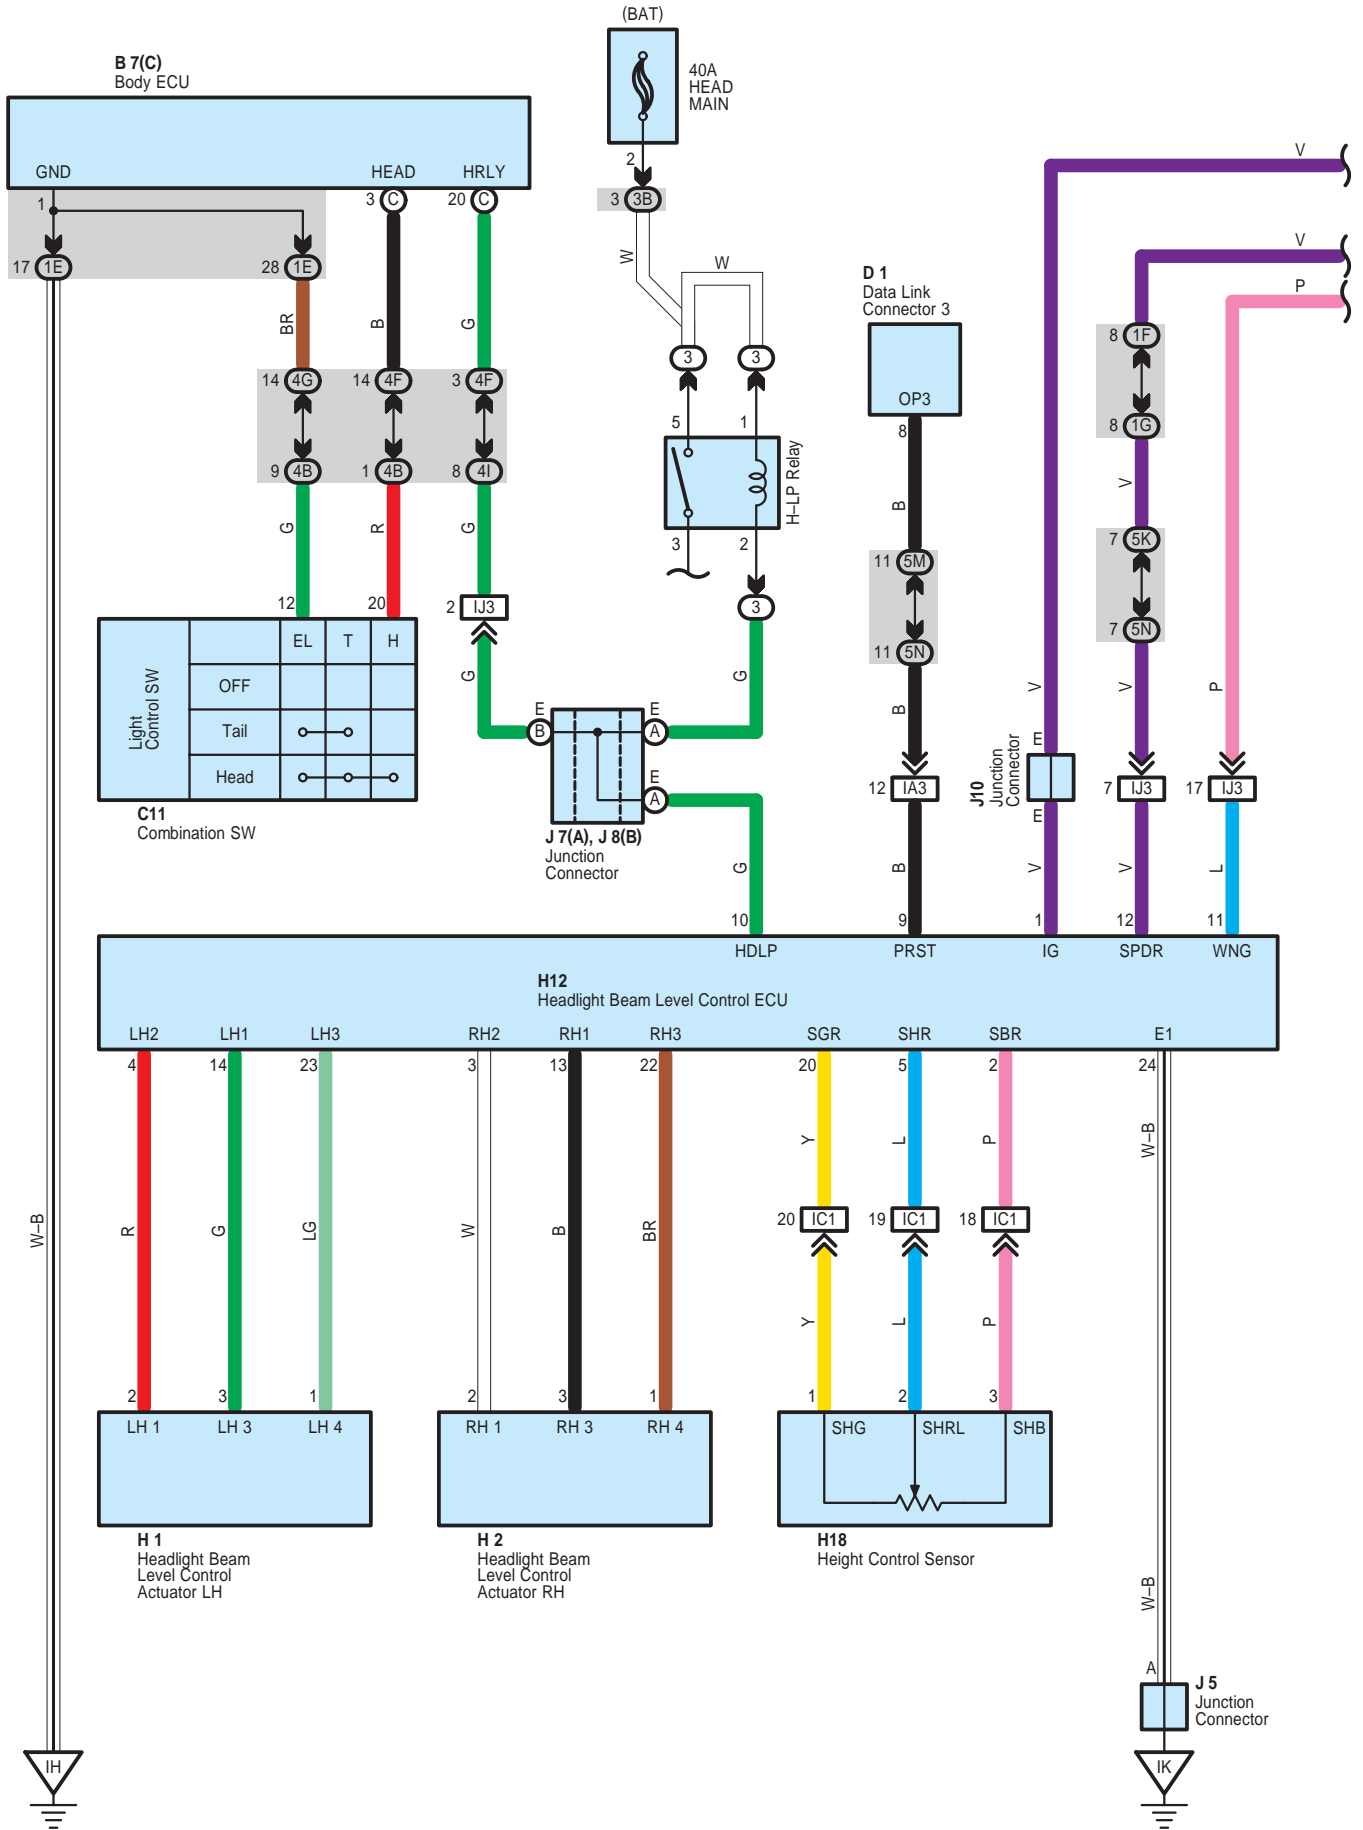 (BAT)
B 7(C)
Body ECU
40A
HEAD
MAIN
2
GND
HEAD
HRLY
1
3 C
20 C
3 3B
17 1E
28 1E
W
W
BR
B
G
V
V
P
D 1
Data Link
Connector 3
OP3
8
14 4G
14 4F
3 4F
3
3
8 1F
8 1G
9 4B
1 4B
8 4I
5
1
H–LP Relay
3
2
G
R
G
B
V
11 5M
7 5K
12
20
2 IJ3
3
11 5N
7 5N
Light
Control SW
EL
T
H
OFF
Tail
Head
C11
Combination SW
G
G
E
B
E
A
E
A
J 7(A), J 8(B)
Junction
Connector
G
B
V
V
P
12 IA3
E
J10
Junction
Connector
E
7 IJ3
17 IJ3
B
V
V
L
10
9
1
12
11
HDLP
PRST
IG
SPDR
WNG
H12
Headlight Beam Level Control ECU
LH2
LH1
LH3
RH2
RH1
RH3
SGR
SHR
SBR
E1
4
14
23
3
13
22
20
5
2
24
Y
L
P
W–B
W–B
R
G
LG
W
B
BR
20 IC1
19 IC1
18 IC1
Y
L
P
2
3
1
2
3
1
1
2
3
LH 1
LH 3
LH 4
RH 1
RH 3
RH 4
SHG
SHRL
SHB
H 1
Headlight Beam
Level Control
Actuator LH
H 2
Headlight Beam
Level Control
Actuator RH
H18
Height Control Sensor
W–B
A
J 5
Junction
Connector
IH
IK